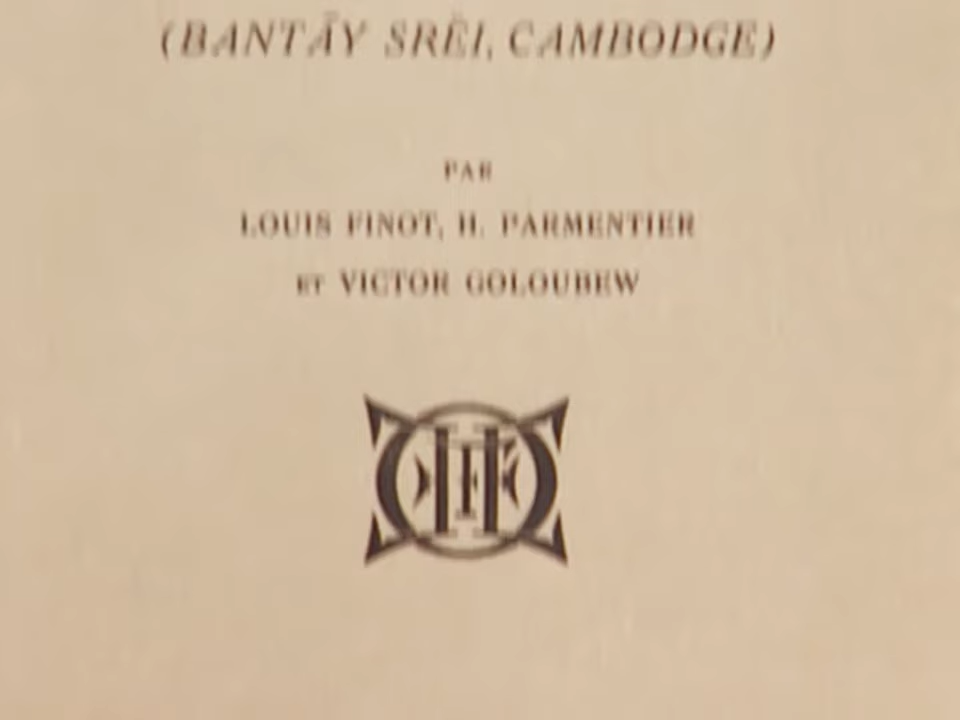 (BANTĀY SRĔI, CAMBODGE)
PAR
LOUIS FINOT, H. PARMENTIER
ET VICTOR GOLOUBEW